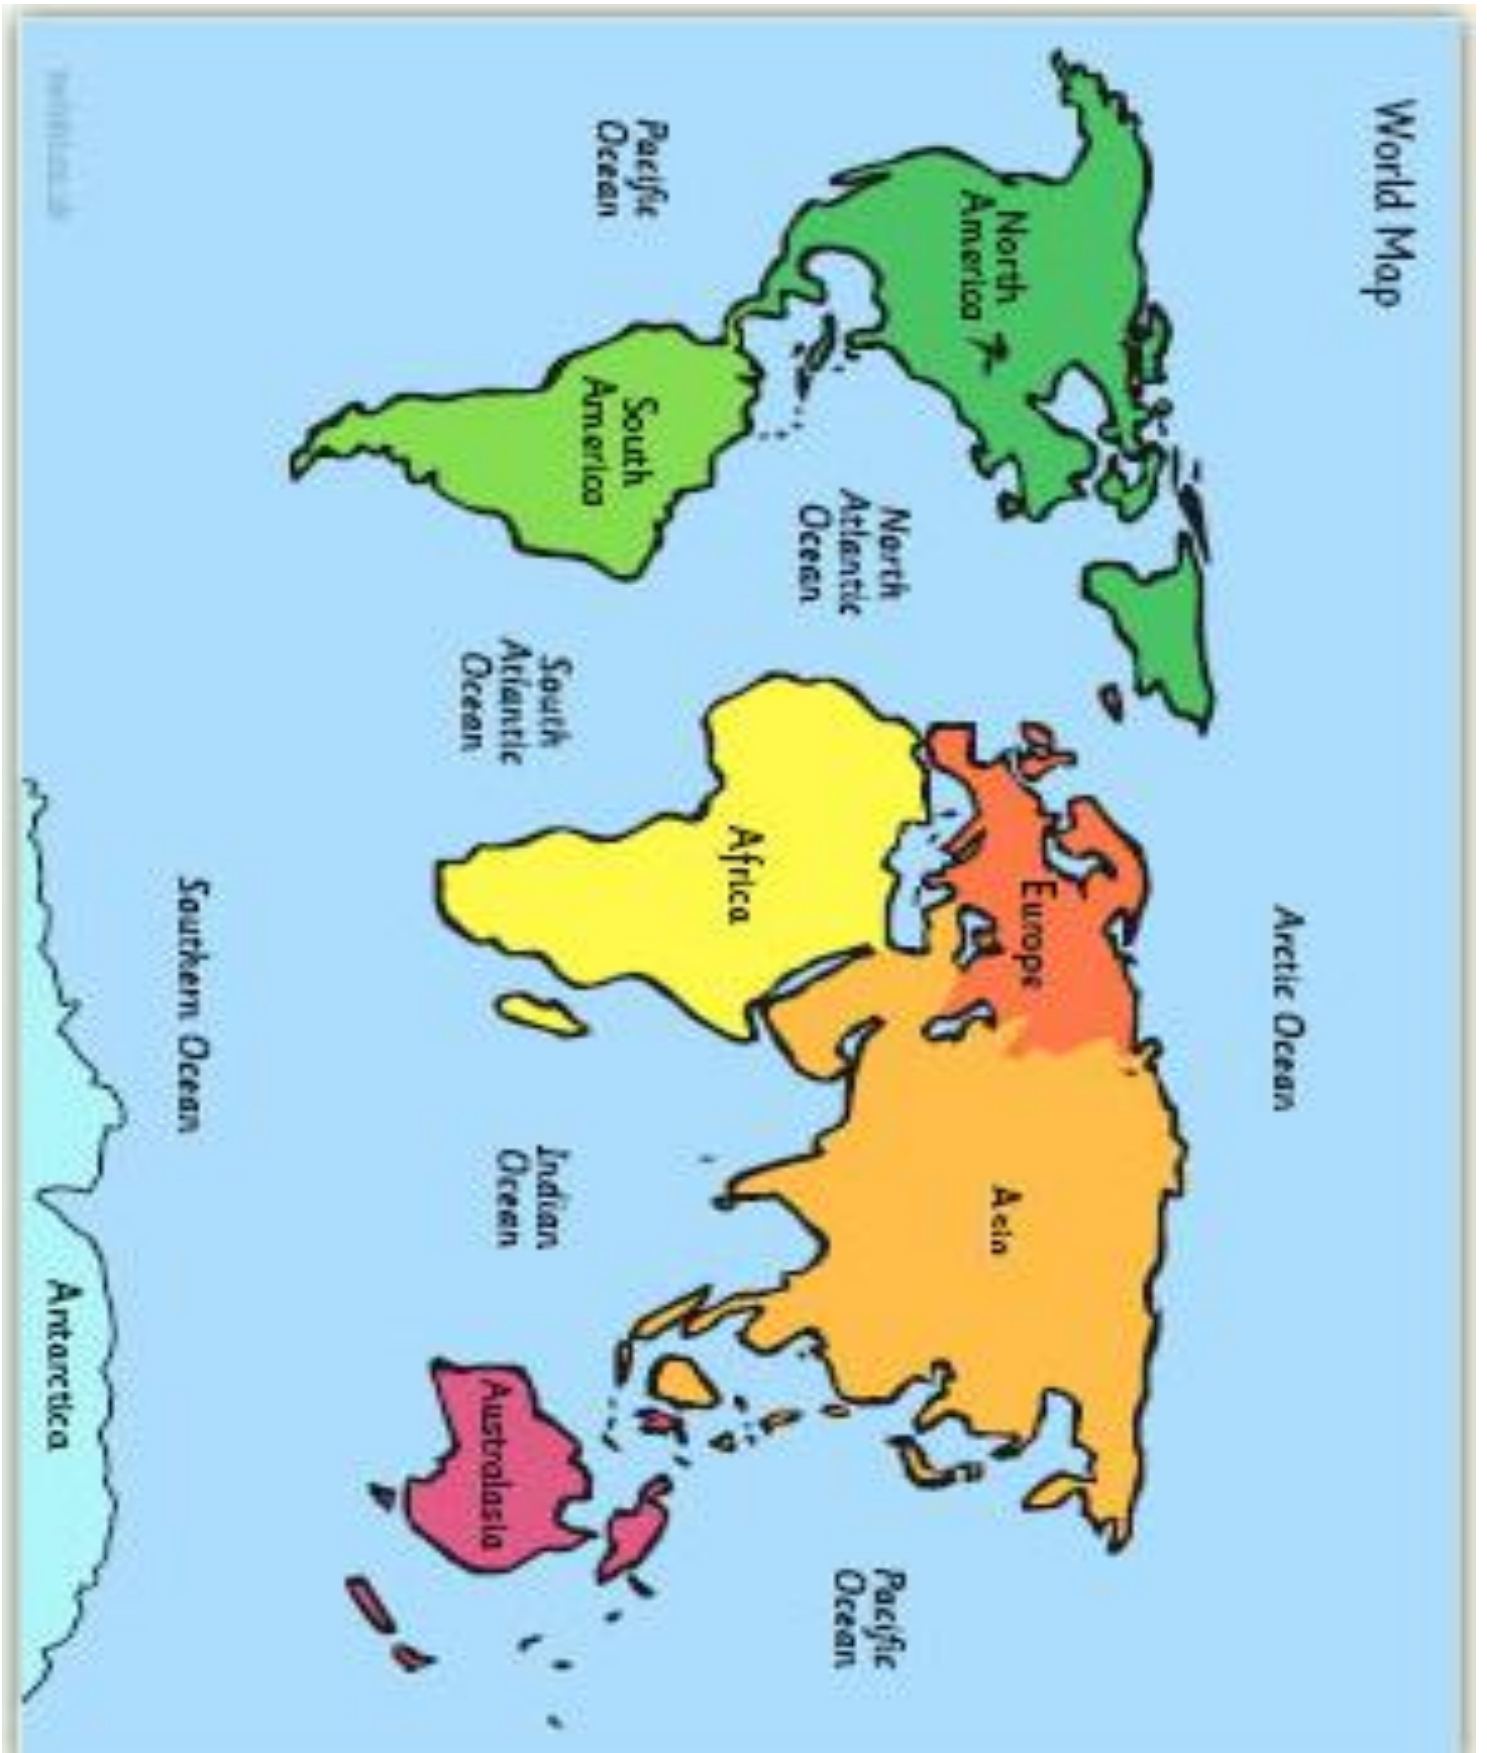 World Map
Arctic Ocean
North
America
Europe
Asia
Pacific
Ocean
North
Atlantic
Ocean
Pacific
Ocean
Africa
South
America
South
Atlantic
Ocean
Indian
Ocean
Australasia
Southern Ocean
Antarctica